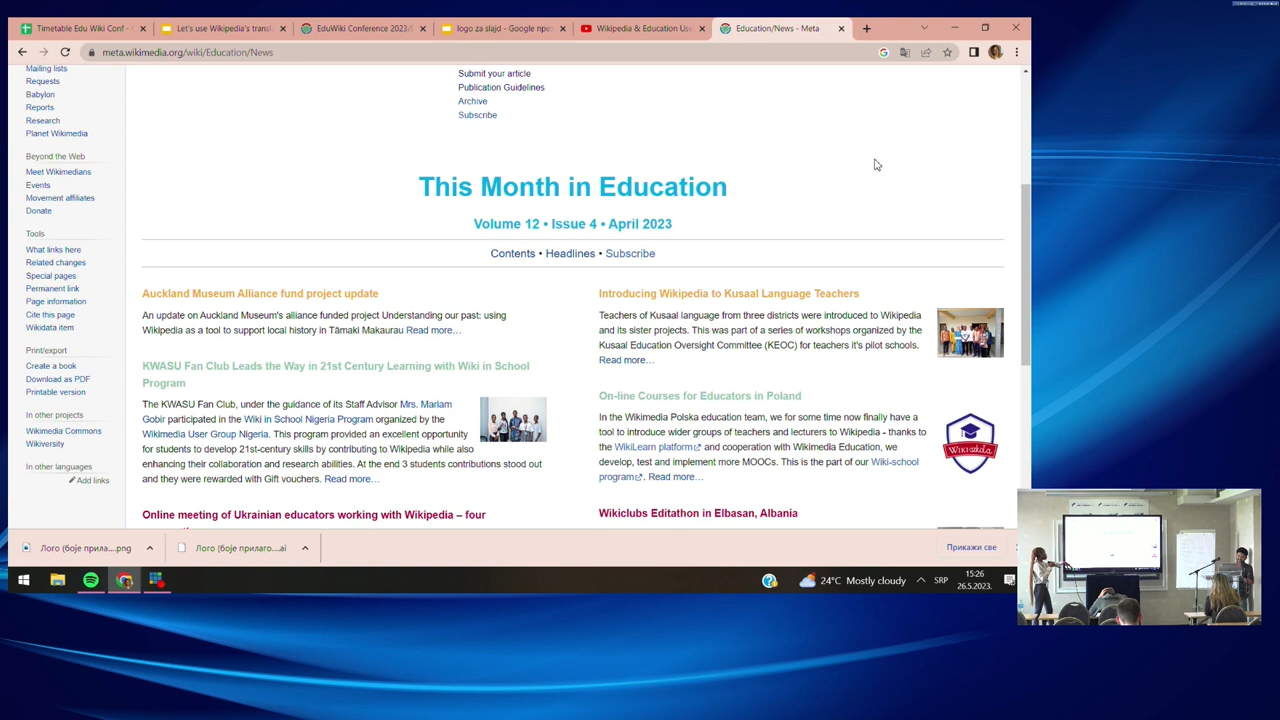 Timetable Edu Wiki Conf -
Let's use Wikipedia's trans
EduWiki Conference 2023/
logo za slajd - Google през
Wikipedia & Education Use
Education/News - Meta
meta.wikimedia.org/wiki/Education/News
Mailing lists
Requests
Babylon
Reports
Research
Planet Wikimedia
Beyond the Web
Meet Wikimedians
Events
Movement affiliates
Donate
Tools
What links here
Related changes
Special pages
Permanent link
Page information
Cite this page
Wikidata item
Print/export
Create a book
Download as PDF
Printable version
In other projects
Wikimedia Commons
Wikiversity
In other languages
Add links
Submit your article
Publication Guidelines
Archive
Subscribe
This Month in Education
Volume 12 • Issue 4 • April 2023
Contents • Headlines • Subscribe
Auckland Museum Alliance fund project update
An update on Auckland Museum's alliance funded project Understanding our past: using
Wikipedia as a tool to support local history in Tāmaki Makaurau Read more…
KWASU Fan Club Leads the Way in 21st Century Learning with Wiki in School
Program
The KWASU Fan Club, under the guidance of its Staff Advisor Mrs. Mariam
Gobir participated in the Wiki in School Nigeria Program organized by the
Wikimedia User Group Nigeria. This program provided an excellent opportunity
for students to develop 21st-century skills by contributing to Wikipedia while also
enhancing their collaboration and research abilities. At the end 3 students contributions stood out
and they were rewarded with Gift vouchers. Read more…
Online meeting of Ukrainian educators working with Wikipedia – four
Introducing Wikipedia to Kusaal Language Teachers
Teachers of Kusaal language from three districts were introduced to Wikipedia
and its sister projects. This was part of a series of workshops organized by the
Kusaal Education Oversight Committee (KEOC) for teachers it's pilot schools.
Read more…
On-line Courses for Educators in Poland
In the Wikimedia Polska education team, we for some time now finally have a
tool to introduce wider groups of teachers and lecturers to Wikipedia - thanks to
the WikiLearn platform and cooperation with Wikimedia Education, we
develop, test and implement more MOOCs. This is the part of our Wiki-school
program. Read more…
Wikiclubs Editathon in Elbasan, Albania
Лого (боје прила....png
Лого (боје прилаго....ai
Прикажи све
24°C Mostly cloudy
SRP
15:26
26.5.2023.